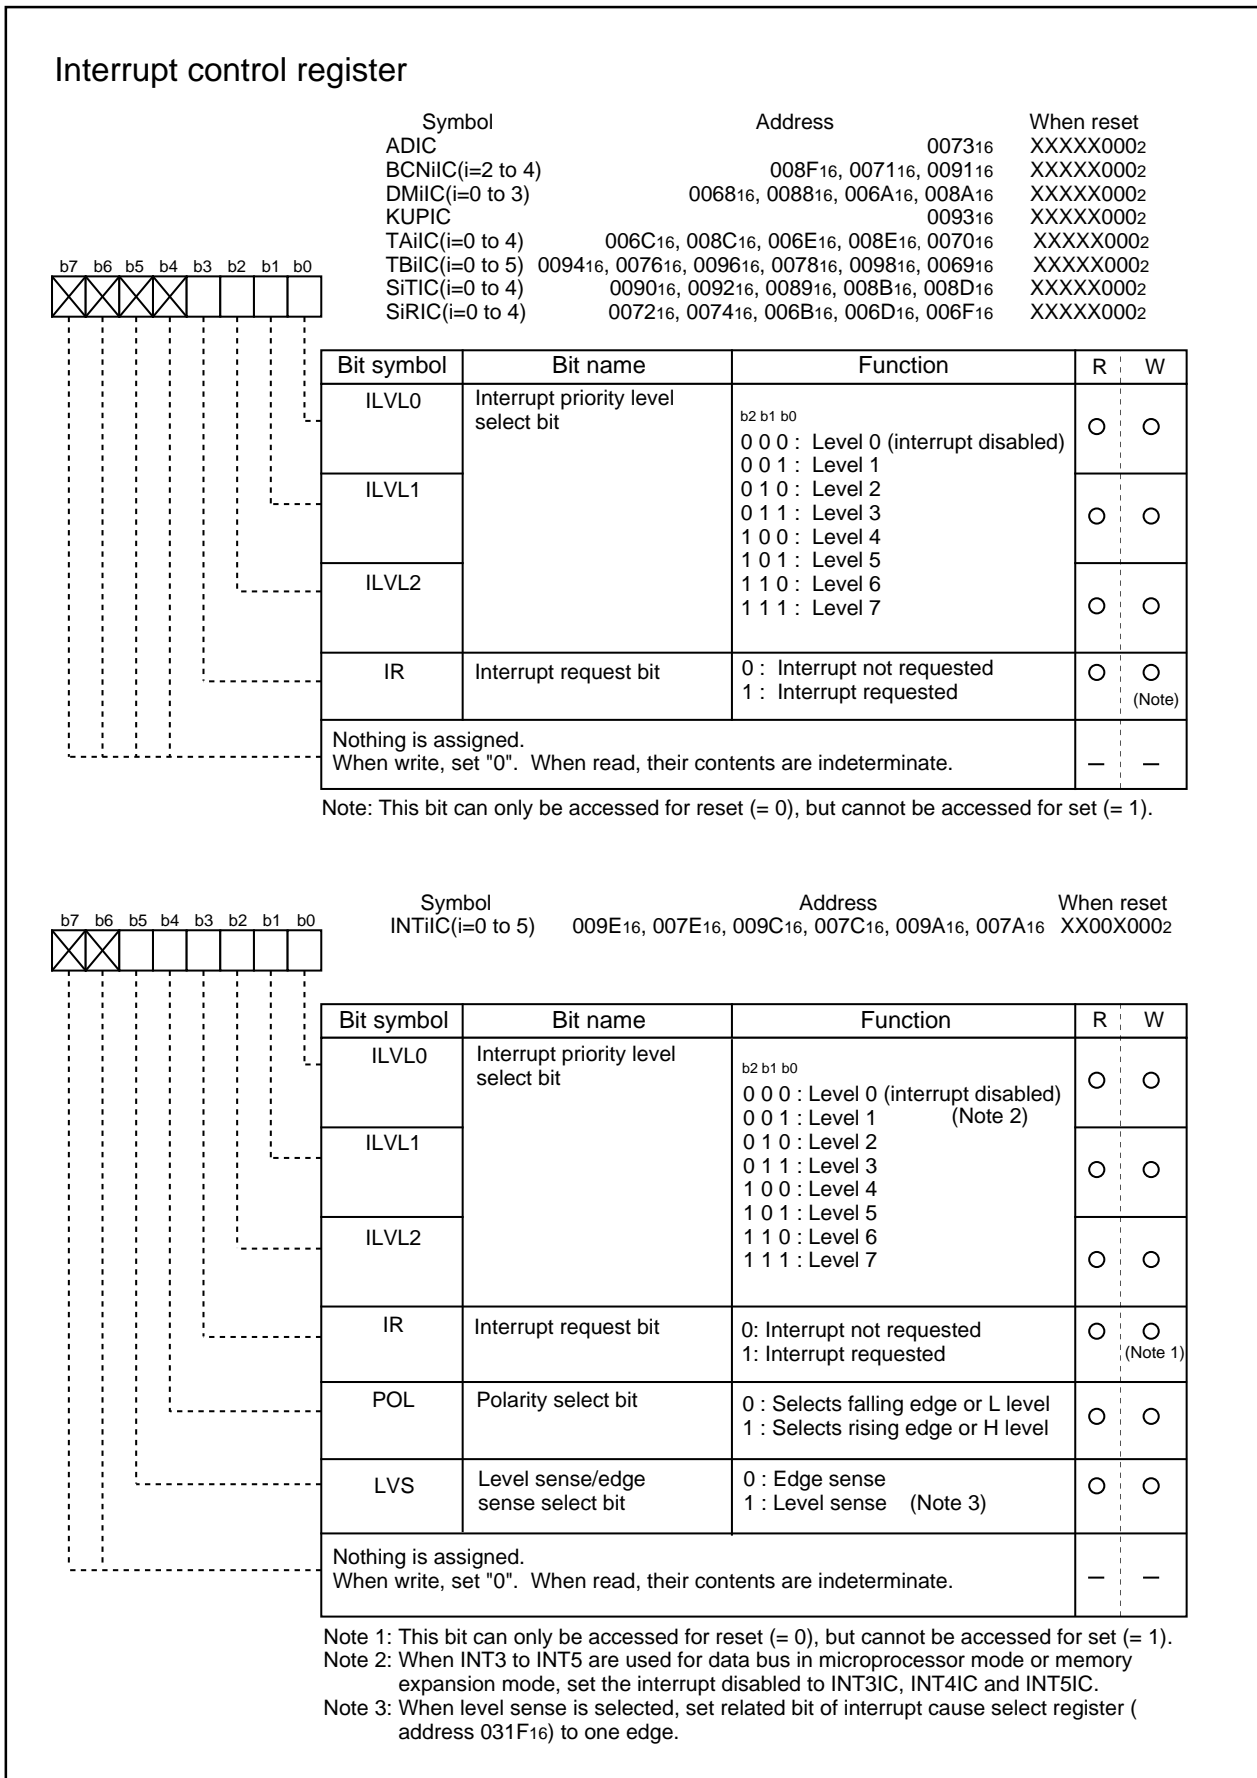 Interrupt control register
Symbol Address When reset
ADIC 007316 XXXXX0002
BCNiIC(i=2 to 4) 008F16, 007116, 009116 XXXXX0002
DMiIC(i=0 to 3) 006816, 008816, 006A16, 008A16 XXXXX0002
KUPIC 009316 XXXXX0002
TAiIC(i=0 to 4) 006C16, 008C16, 006E16, 008E16, 007016 XXXXX0002
b7 b6 b5 b4 b3 b2 b1 b0 TBiIC(i=0 to 5) 009416, 007616, 009616, 007816, 009816, 006916 XXXXX0002
SiTIC(i=0 to 4) 009016, 009216, 008916, 008B16, 008D16 XXXXX0002
SiRIC(i=0 to 4) 007216, 007416, 006B16, 006D16, 006F16 XXXXX0002
Bit symbol Bit name Function R W
ILVL0 Interrupt priority level
select bit b2 b1 b0
0 0 0 : Level 0 (interrupt disabled)
0 0 1 : Level 1
ILVL1 0 1 0 : Level 2
0 1 1 : Level 3
1 0 0 : Level 4
1 0 1 : Level 5
ILVL2 1 1 0 : Level 6
1 1 1 : Level 7
IR Interrupt request bit 0 : Interrupt not requested
1 : Interrupt requested (Note)
Nothing is assigned.
When write, set "0". When read, their contents are indeterminate. – –
Note: This bit can only be accessed for reset (= 0), but cannot be accessed for set (= 1).
Symbol Address When reset
b7 b6 b5 b4 b3 b2 b1 b0 INTiIC(i=0 to 5) 009E16, 007E16, 009C16, 007C16, 009A16, 007A16 XX00X0002
Bit symbol Bit name Function R W
ILVL0 Interrupt priority level
select bit b2 b1 b0
0 0 0 : Level 0 (interrupt disabled)
0 0 1 : Level 1 (Note 2)
ILVL1 0 1 0 : Level 2
0 1 1 : Level 3
1 0 0 : Level 4
1 0 1 : Level 5
ILVL2 1 1 0 : Level 6
1 1 1 : Level 7
IR Interrupt request bit 0: Interrupt not requested
1: Interrupt requested (Note 1)
POL Polarity select bit 0 : Selects falling edge or L level
1 : Selects rising edge or H level
LVS Level sense/edge 0 : Edge sense
sense select bit 1 : Level sense (Note 3)
Nothing is assigned.
When write, set "0". When read, their contents are indeterminate. – –
Note 1: This bit can only be accessed for reset (= 0), but cannot be accessed for set (= 1).
Note 2: When INT3 to INT5 are used for data bus in microprocessor mode or memory
expansion mode, set the interrupt disabled to INT3IC, INT4IC and INT5IC.
Note 3: When level sense is selected, set related bit of interrupt cause select register (
address 031F16) to one edge.